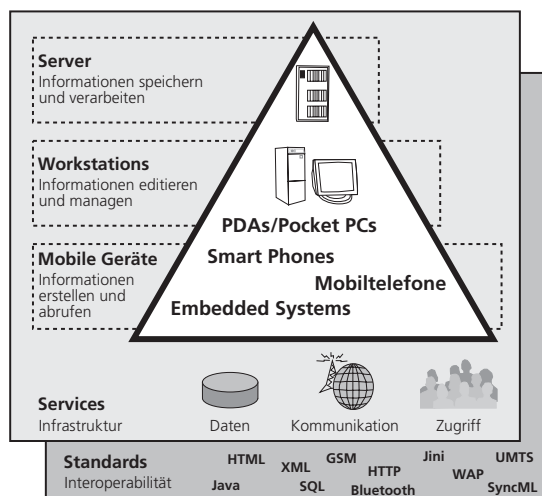 Server
Informationen speichern
und verarbeiten
Workstations
Informationen editieren
und managen
PDAs/Pocket PCs
Smart Phones
Mobiltelefone
Embedded Systems
Mobile Geräte
Informationen
erstellen und
abrufen
Services
Infrastruktur
Daten
Kommunikation
Zugriff
Standards
Interoperabilität
HTML XML GSM HTTP Jini WAP UMTS
Java SQL Bluetooth SyncML